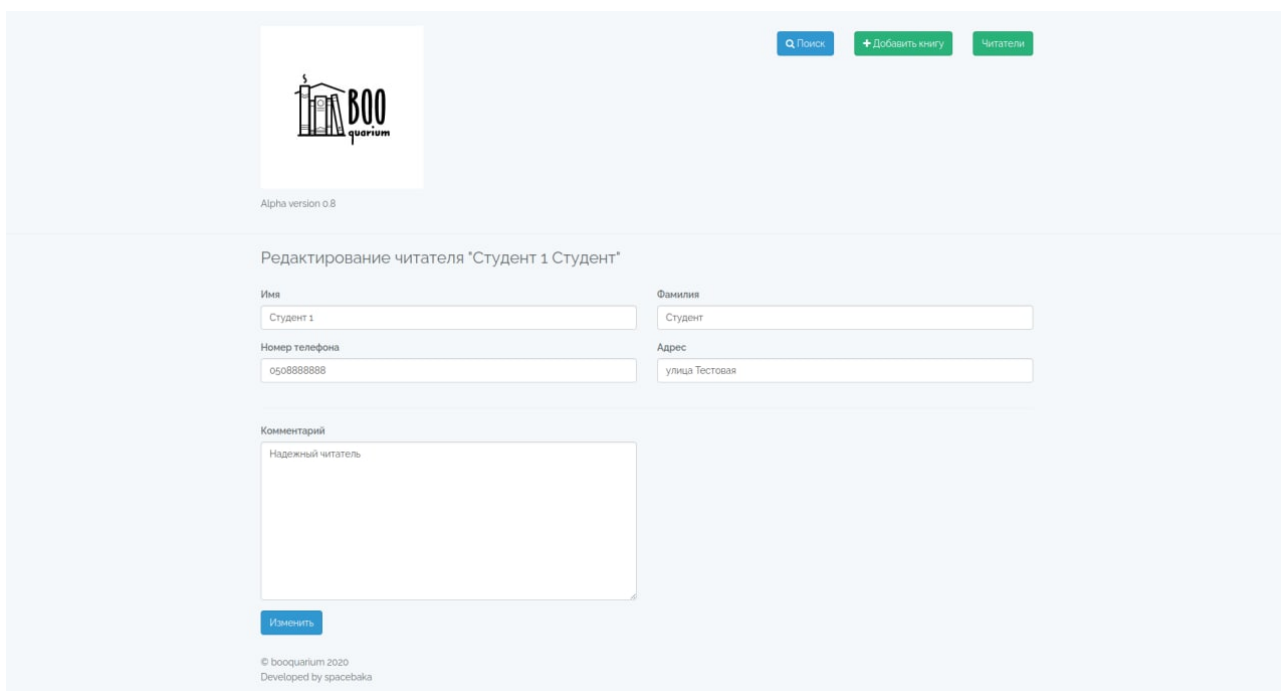 Поиск
Добавить книгу
Читатели
BOO
quarium
Alpha version 0.8
Редактирование читателя "Студент 1 Студент"
Имя
Фамилия
Студент 1
Студент
Номер телефона
Адрес
0508888888
улица Тестовая
Комментарий
Надежный читатель
Изменить
© booquarium 2020
Developed by spacebaka